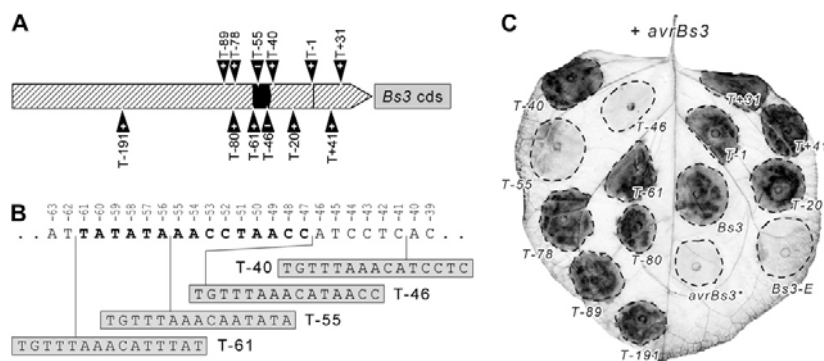 A
T-89 T-78 T-55 T-40 T-1 T+31
+ + - + + +
Bs3 cds
+ + + - + +
T-191 T-80 T-61 T-46 T-20 T+41
B
-63 -62 -61 -60 -59 -58 -57 -56 -55 -54 -53 -52 -51 -50 -49 -48 -47 -46 -45 -44 -43 -42 -41 -40 -39
. . A T T A T A T A A A C C T A A C C A T C C T C A C . .
T-40 TGTTTAAACATCCTC
TGTTTAAACATAACC T-46
TGTTTAAACAATATA T-55
TGTTTAAACATTTAT T-61
C
+ avrBs3
T-40
T-46
T+31
T-1
T+41
T-55
T-61
Bs3
T-20
T-78
T-80
avrBs3*
Bs3-E
T-89
T-191